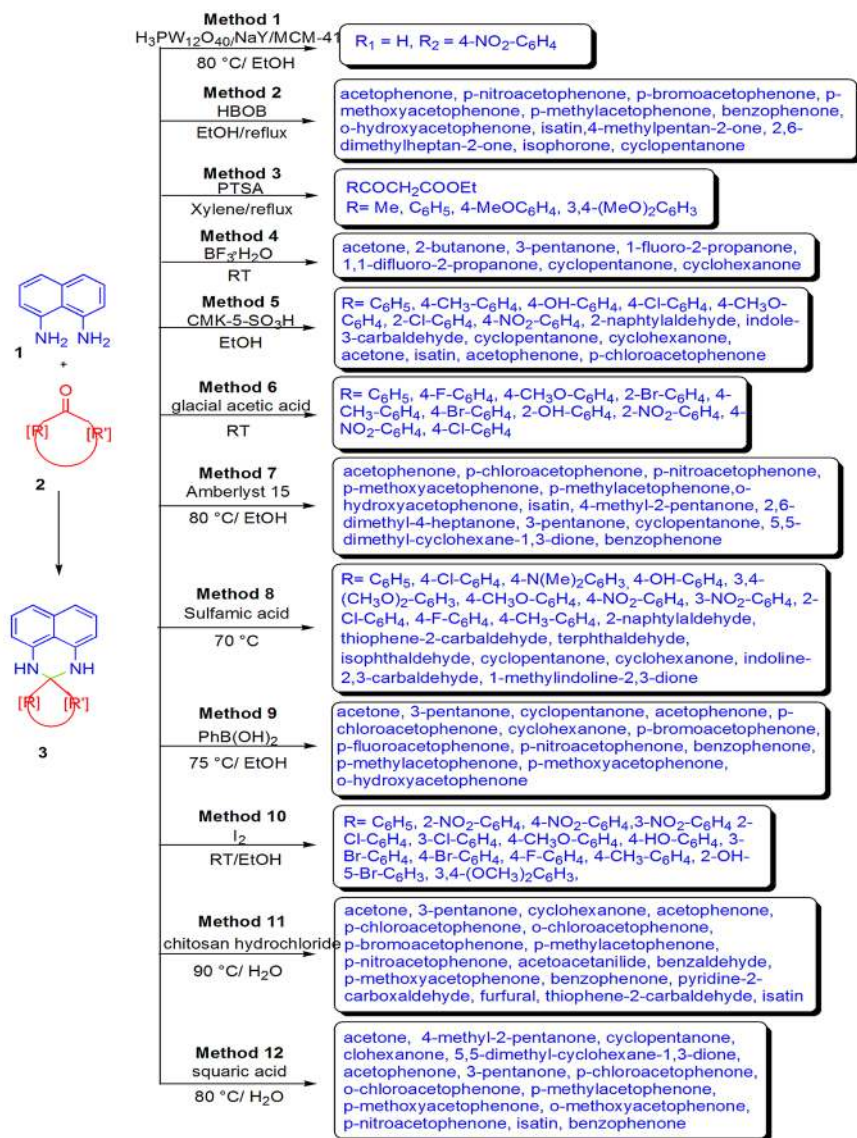 Method 1
H₃PW₁₂O₄₀/NaY/MCM-41
80 °C/ EtOH
R₁ = H, R₂ = 4-NO₂-C₆H₄
Method 2
HBOB
EtOH/reflux
acetophenone, p-nitroacetophenone, p-bromoacetophenone, p-
methoxyacetophenone, p-methylacetophenone, benzophenone,
o-hydroxyacetophenone, isatin,4-methylpentan-2-one, 2,6-
dimethylheptan-2-one, isophorone, cyclopentanone
Method 3
PTSA
Xylene/reflux
RCOCH₂COOEt
R= Me, C₆H₅, 4-MeOC₆H₄, 3,4-(MeO)₂C₆H₃
Method 4
BF₃·H₂O
RT
acetone, 2-butanone, 3-pentanone, 1-fluoro-2-propanone,
1,1-difluoro-2-propanone, cyclopentanone, cyclohexanone
Method 5
CMK-5-SO₃H
EtOH
R= C₆H₅, 4-CH₃-C₆H₄, 4-OH-C₆H₄, 4-Cl-C₆H₄, 4-CH₃O-
C₆H₄, 2-Cl-C₆H₄, 4-NO₂-C₆H₄, 2-naphtylaldehyde, indole-
3-carbaldehyde, cyclopentanone, cyclohexanone,
acetone, isatin, acetophenone, p-chloroacetophenone
NH₂ NH₂
1
+
O
[R] [R']
2
Method 6
glacial acetic acid
RT
R= C₆H₅, 4-F-C₆H₄, 4-CH₃O-C₆H₄, 2-Br-C₆H₄, 4-
CH₃-C₆H₄, 4-Br-C₆H₄, 2-OH-C₆H₄, 2-NO₂-C₆H₄, 4-
NO₂-C₆H₄, 4-Cl-C₆H₄
Method 7
Amberlyst 15
80 °C/ EtOH
acetophenone, p-chloroacetophenone, p-nitroacetophenone,
p-methoxyacetophenone, p-methylacetophenone,o-
hydroxyacetophenone, isatin, 4-methyl-2-pentanone, 2,6-
dimethyl-4-heptanone, 3-pentanone, cyclopentanone, 5,5-
dimethyl-cyclohexane-1,3-dione, benzophenone
Method 8
Sulfamic acid
70 °C
R= C₆H₅, 4-Cl-C₆H₄, 4-N(Me)₂C₆H₃, 4-OH-C₆H₄, 3,4-
(CH₃O)₂-C₆H₃, 4-CH₃O-C₆H₄, 4-NO₂-C₆H₄, 3-NO₂-C₆H₄, 2-
Cl-C₆H₄, 4-F-C₆H₄, 4-CH₃-C₆H₄, 2-naphtylaldehyde,
thiophene-2-carbaldehyde, terphthaldehyde,
isophthaldehyde, cyclopentanone, cyclohexanone, indoline-
2,3-carbaldehyde, 1-methylindoline-2,3-dione
HN NH
[R] [R']
3
Method 9
PhB(OH)₂
75 °C/ EtOH
acetone, 3-pentanone, cyclopentanone, acetophenone, p-
chloroacetophenone, cyclohexanone, p-bromoacetophenone,
p-fluoroacetophenone, p-nitroacetophenone, benzophenone,
p-methylacetophenone, p-methoxyacetophenone,
o-hydroxyacetophenone
Method 10
I₂
RT/EtOH
R= C₆H₅, 2-NO₂-C₆H₄, 4-NO₂-C₆H₄,3-NO₂-C₆H₄ 2-
Cl-C₆H₄, 3-Cl-C₆H₄, 4-CH₃O-C₆H₄, 4-HO-C₆H₄, 3-
Br-C₆H₄, 4-Br-C₆H₄, 4-F-C₆H₄, 4-CH₃-C₆H₄, 2-OH-
5-Br-C₆H₃, 3,4-(OCH₃)₂C₆H₃,
Method 11
chitosan hydrochloride
90 °C/ H₂O
acetone, 3-pentanone, cyclohexanone, acetophenone,
p-chloroacetophenone, o-chloroacetophenone,
p-bromoacetophenone, p-methylacetophenone,
p-nitroacetophenone, acetoacetanilide, benzaldehyde,
p-methoxyacetophenone, benzophenone, pyridine-2-
carboxaldehyde, furfural, thiophene-2-carbaldehyde, isatin
Method 12
squaric acid
80 °C/ H₂O
acetone, 4-methyl-2-pentanone, cyclopentanone,
clohexanone, 5,5-dimethyl-cyclohexane-1,3-dione,
acetophenone, 3-pentanone, p-chloroacetophenone,
o-chloroacetophenone, p-methylacetophenone,
p-methoxyacetophenone, o-methoxyacetophenone,
p-nitroacetophenone, isatin, benzophenone